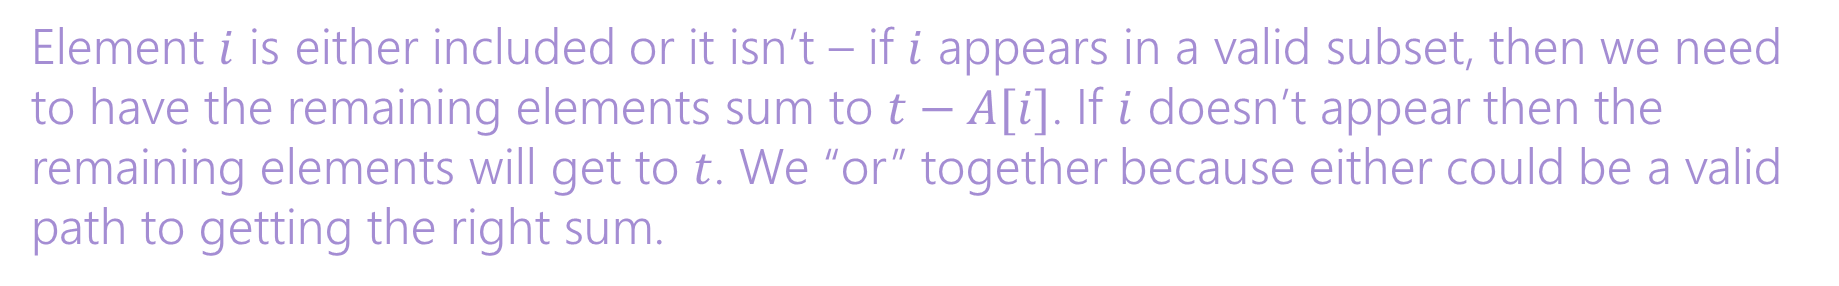 Element i is either included or it isn’t – if i appears in a valid subset, then we need
to have the remaining elements sum to t − A[i]. If i doesn’t appear then the
remaining elements will get to t. We “or” together because either could be a valid
path to getting the right sum.